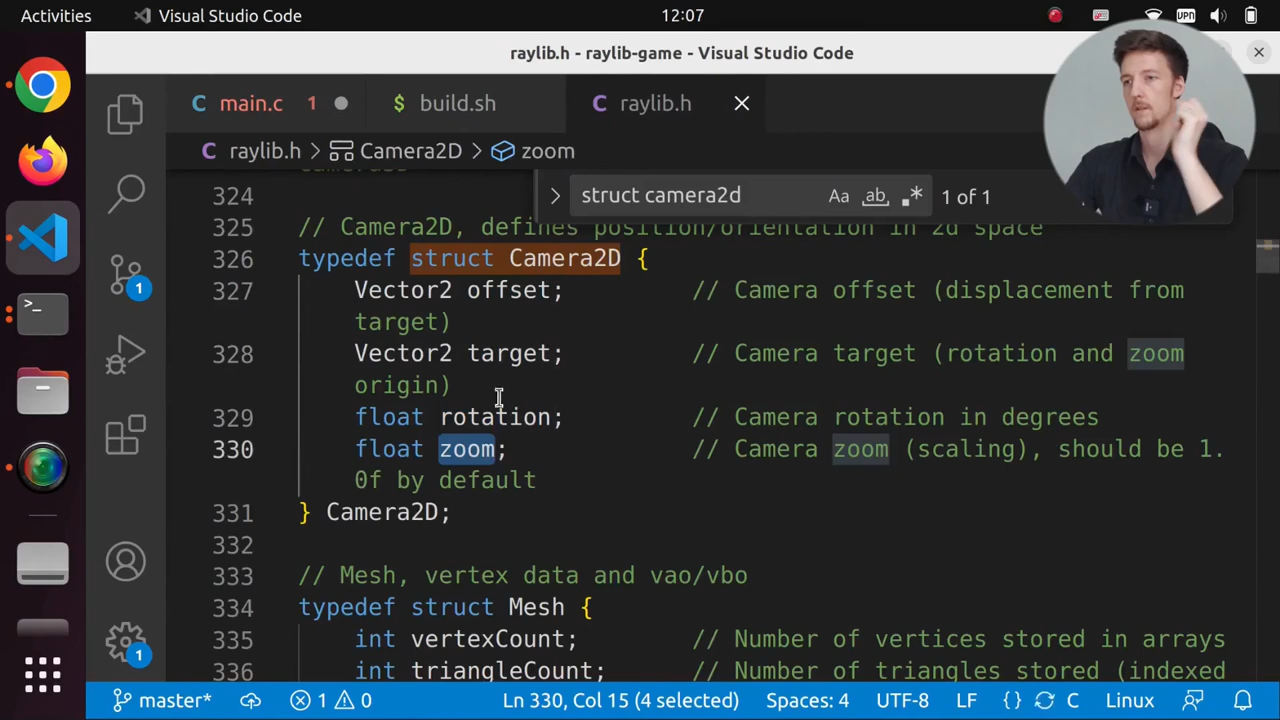 Activities
Visual Studio Code
12:07
VPN
raylib.h - raylib-game - Visual Studio Code
main.c 1
$ build.sh
C raylib.h
C raylib.h > Camera2D > zoom
struct camera2d
Aa ab 1 of 1
324
325 // Camera2D, defines position/orientation in 2d space
326 typedef struct Camera2D {
327 Vector2 offset; // Camera offset (displacement from
target)
328 Vector2 target; // Camera target (rotation and zoom
origin)
329 float rotation; // Camera rotation in degrees
330 float zoom; // Camera zoom (scaling), should be 1.
0f by default
331 } Camera2D;
332
333 // Mesh, vertex data and vao/vbo
334 typedef struct Mesh {
335 int vertexCount; // Number of vertices stored in arrays
336 int triangleCount; // Number of triangles stored (indexed
1
1
master* 1 0 Ln 330, Col 15 (4 selected) Spaces: 4 UTF-8 LF {} C Linux